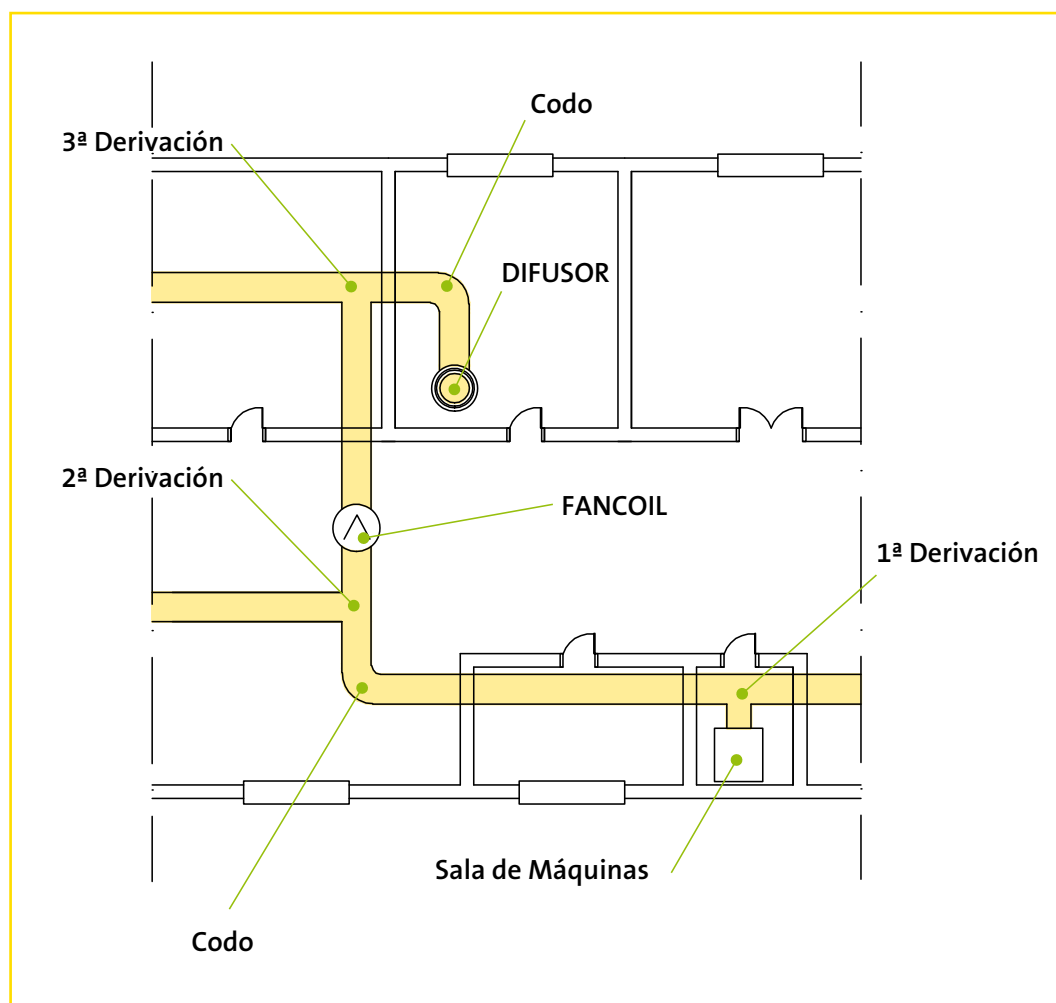 Codo
3ª Derivación
DIFUSOR
2ª Derivación
FANCOIL
1ª Derivación
Sala de Máquinas
Codo